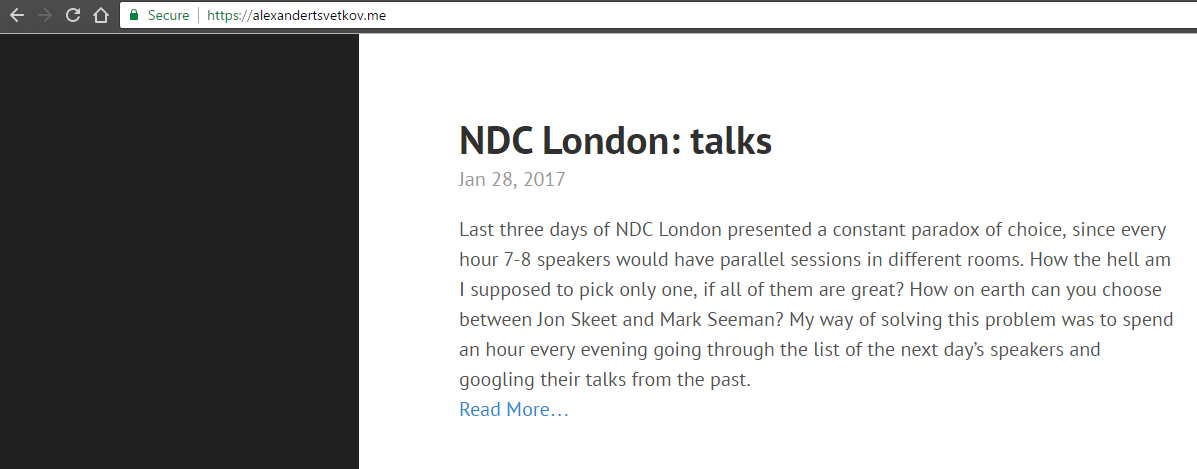 Secure https://alexandertsvetkov.me
NDC London: talks
Jan 28, 2017
Last three days of NDC London presented a constant paradox of choice, since every
hour 7-8 speakers would have parallel sessions in different rooms. How the hell am
I supposed to pick only one, if all of them are great? How on earth can you choose
between Jon Skeet and Mark Seeman? My way of solving this problem was to spend
an hour every evening going through the list of the next day’s speakers and
googling their talks from the past.
Read More…